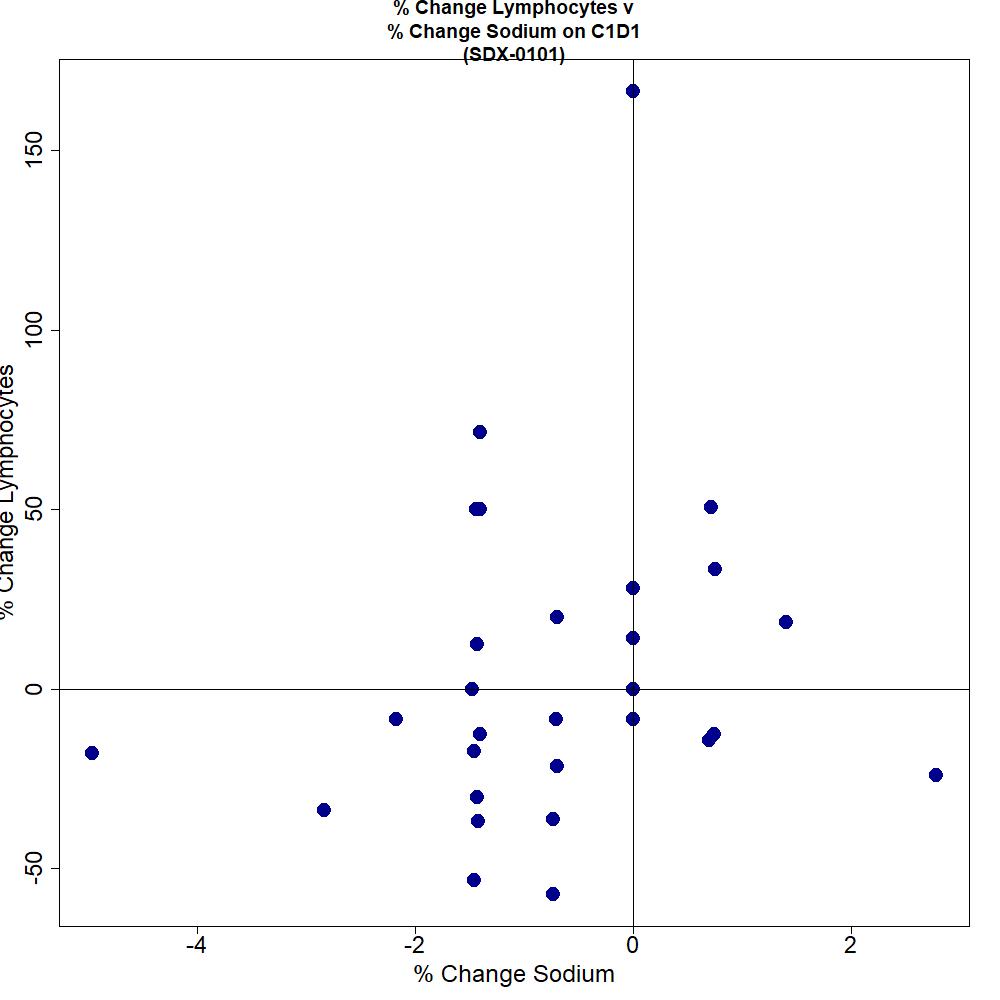 % Change Lymphocytes v
% Change Sodium on C1D1
(SDX-0101)
% Change Lymphocytes
150
100
50
0
-50
-4
-2
0
2
% Change Sodium